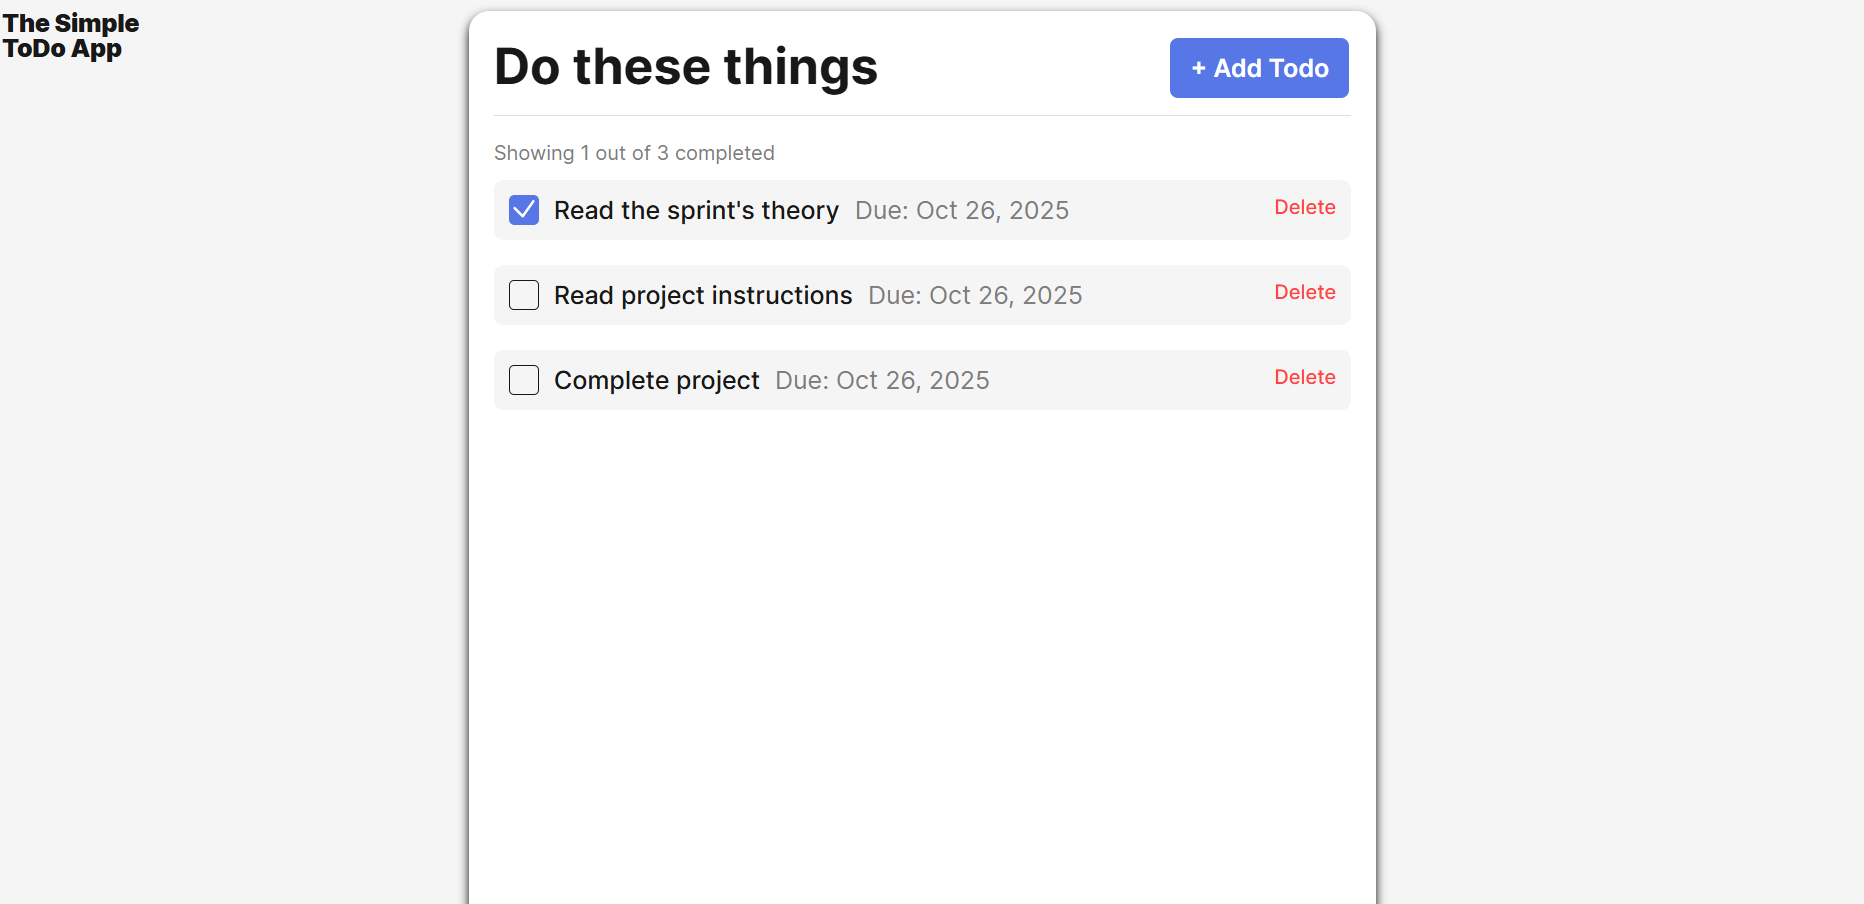 The Simple
ToDo App
Do these things
+ Add Todo
Showing 1 out of 3 completed
Read the sprint's theory Due: Oct 26, 2025 Delete
Read project instructions Due: Oct 26, 2025 Delete
Complete project Due: Oct 26, 2025 Delete